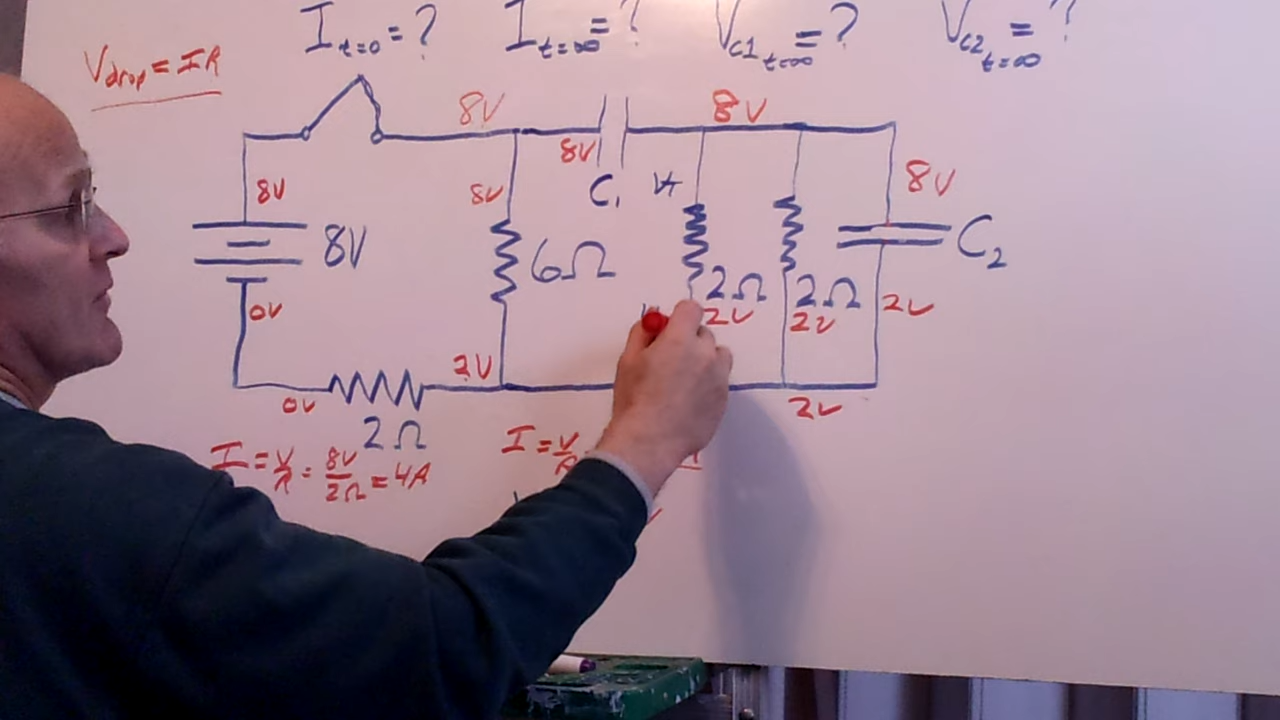 I t=0 = ? I t=∞ = ? V C1 t=∞ = ? V C2 t=∞ = ?
V drop = IR
8V 8V
8V 8V 8V
8V 8V C₁ C₂
6Ω
2Ω 2Ω 2V
0V 2V 2V
2V
0V 2V
2Ω
I = V/R = 8V/2Ω = 4A I = V/R